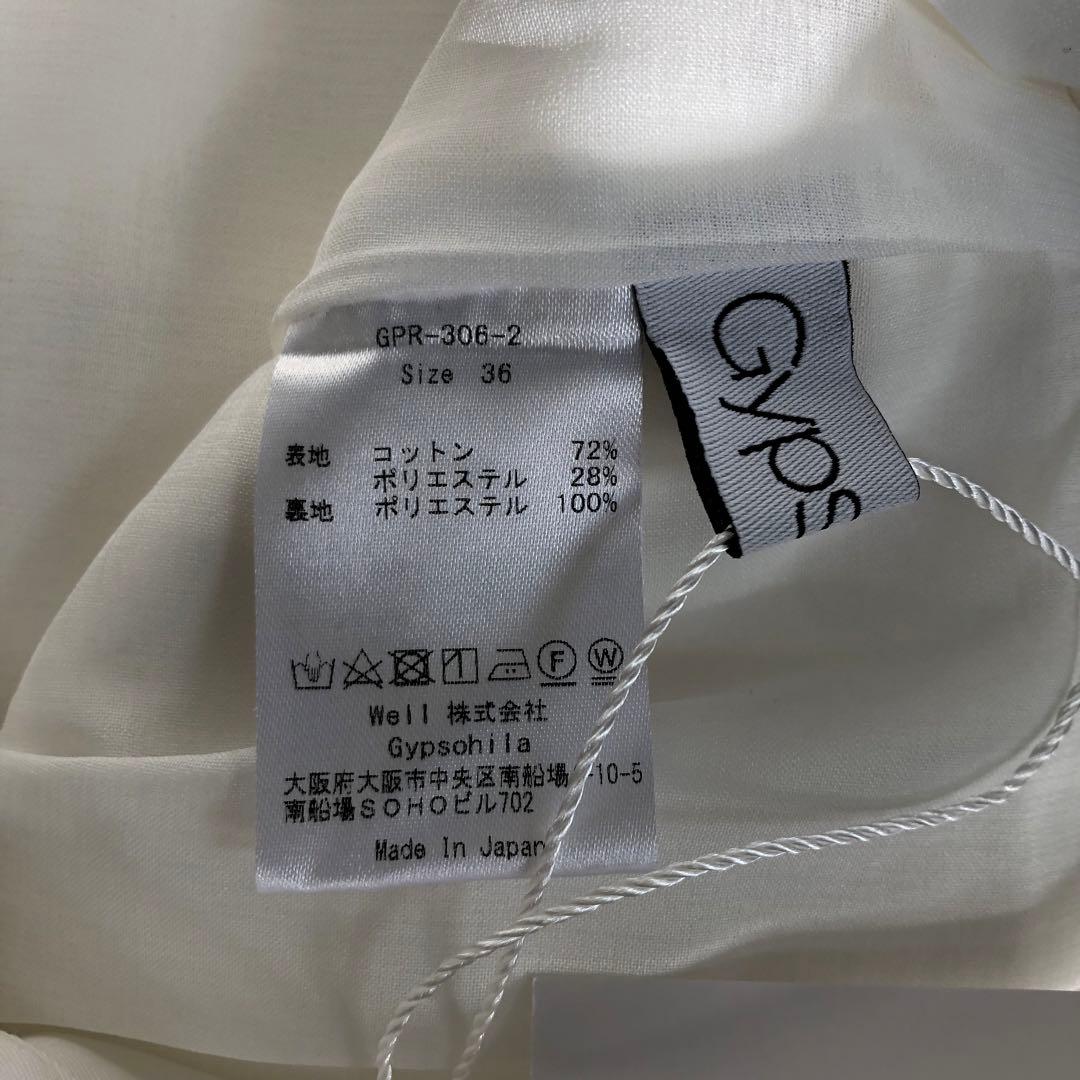 GPR-306-2
Size 36
表地 コットン 72%
ポリエステル 28%
裏地 ポリエステル 100%
F W
Well 株式会社
Gypsohila
大阪府大阪市中央区南船場 -10-5
南船場SOHOビル702
Made In Japan
Gyps